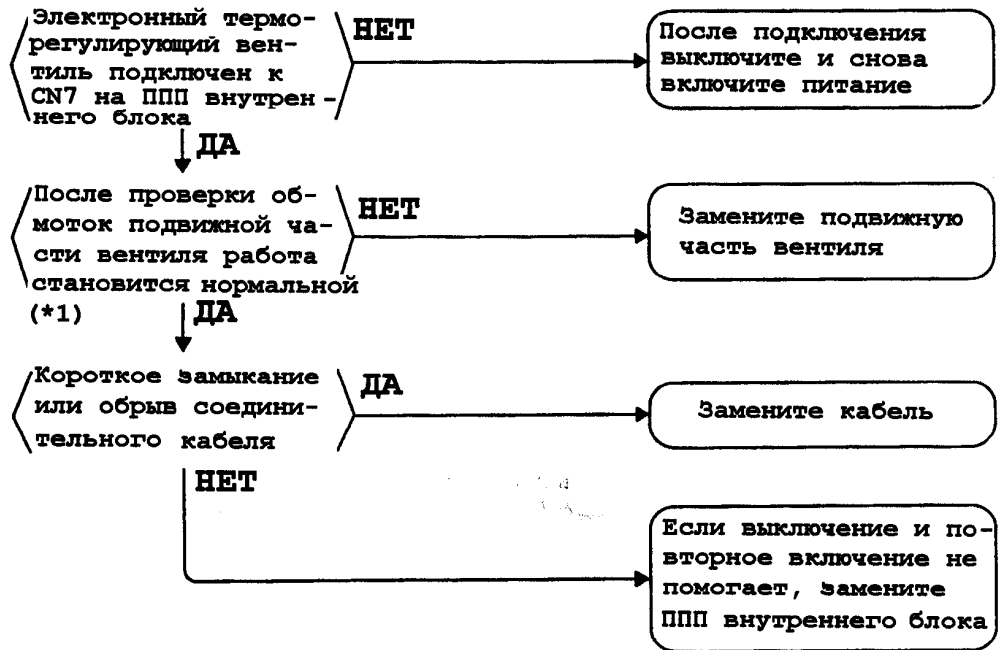 Электронный термо-
регулирующий вен-
тиль подключен к
CN7 на ППП внутрен-
него блока
НЕТ
После подключения
выключите и снова
включите питание
ДА
После проверки об-
моток подвижной ча-
сти вентиля работа
становится нормальной
(*1)
НЕТ
Замените подвижную
часть вентиля
ДА
Короткое замыкание
или обрыв соедини-
тельного кабеля
ДА
Замените кабель
НЕТ
Если выключение и по-
вторное включение не
помогает, замените
ППП внутреннего блока